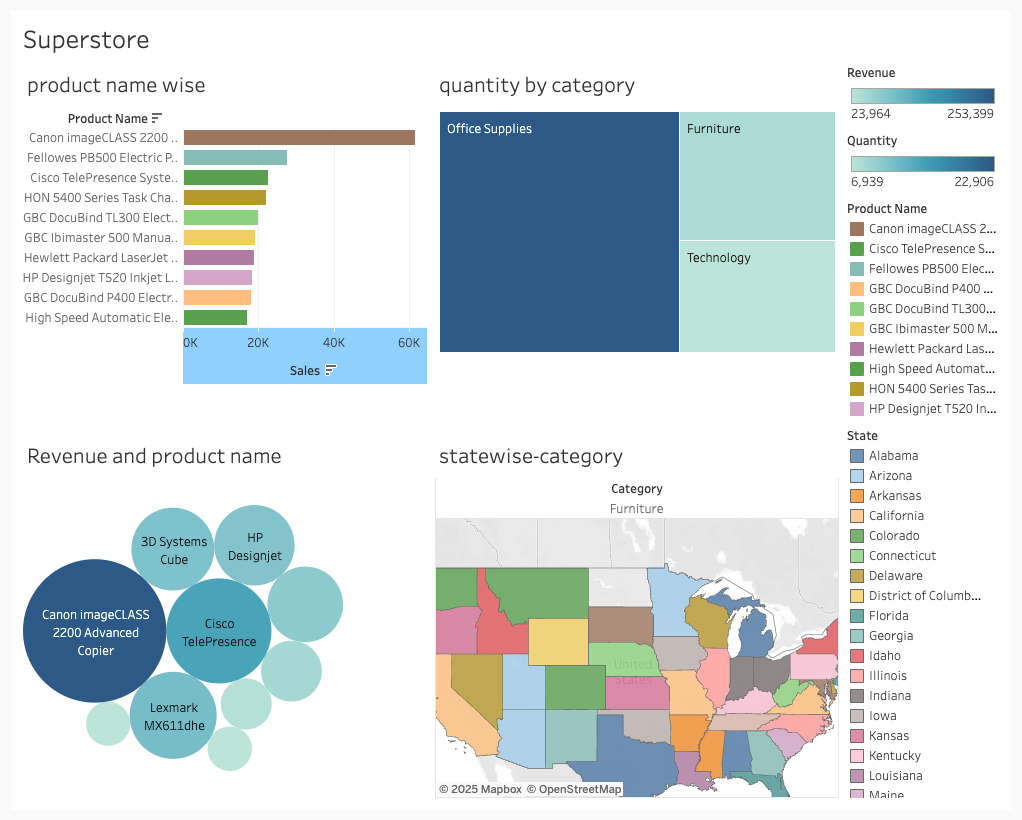 Superstore
product name wise
Product Name
Canon imageCLASS 2200 ..
Fellowes PB500 Electric P..
Cisco TelePresence Syste..
HON 5400 Series Task Cha..
GBC DocuBind TL300 Elect..
GBC Ibimaster 500 Manua..
Hewlett Packard LaserJet ..
HP Designjet T520 Inkjet L..
GBC DocuBind P400 Electr..
High Speed Automatic Ele..
0K 20K 40K 60K
Sales
quantity by category
Office Supplies
Furniture
Technology
Revenue and product name
3D Systems
Cube
HP
Designjet
Canon imageCLASS
2200 Advanced
Copier
Cisco
TelePresence
Lexmark
MX611dhe
statewise-category
Category
Furniture
United
States
© 2025 Mapbox © OpenStreetMap
Revenue
23,964 253,399
Quantity
6,939 22,906
Product Name
Canon imageCLASS 2...
Cisco TelePresence S...
Fellowes PB500 Elec...
GBC DocuBind P400 ...
GBC DocuBind TL300...
GBC Ibimaster 500 M...
Hewlett Packard Las...
High Speed Automat...
HON 5400 Series Tas...
HP Designjet T520 In...
State
Alabama
Arizona
Arkansas
California
Colorado
Connecticut
Delaware
District of Columb...
Florida
Georgia
Idaho
Illinois
Indiana
Iowa
Kansas
Kentucky
Louisiana
Maine